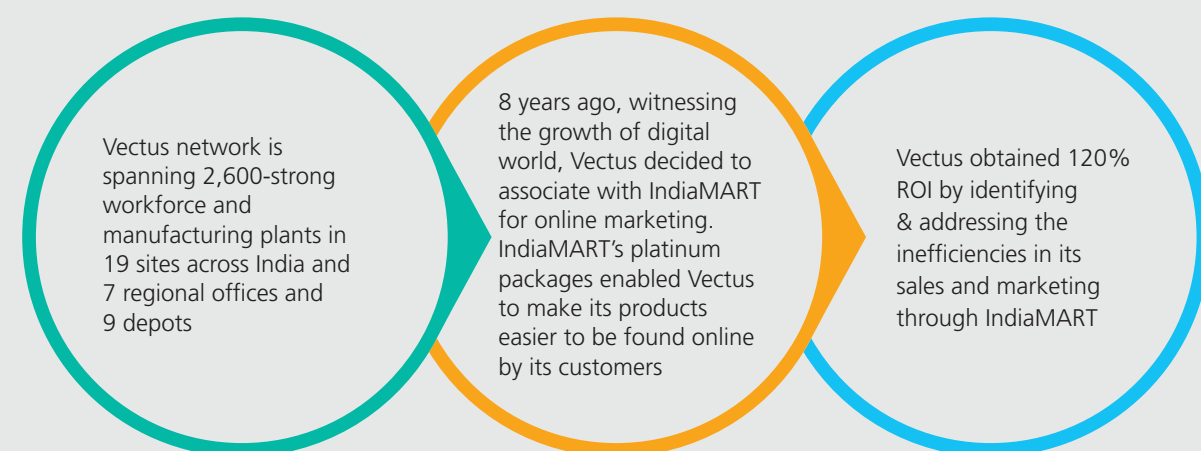 Vectus network is
spanning 2,600-strong
workforce and
manufacturing plants in
19 sites across India and
7 regional offices and
9 depots
8 years ago, witnessing
the growth of digital
world, Vectus decided to
associate with IndiaMART
for online marketing.
IndiaMART's platinum
packages enabled Vectus
to make its products
easier to be found online
by its customers
Vectus obtained 120%
ROI by identifying
& addressing the
inefficiencies in its
sales and marketing
through IndiaMART